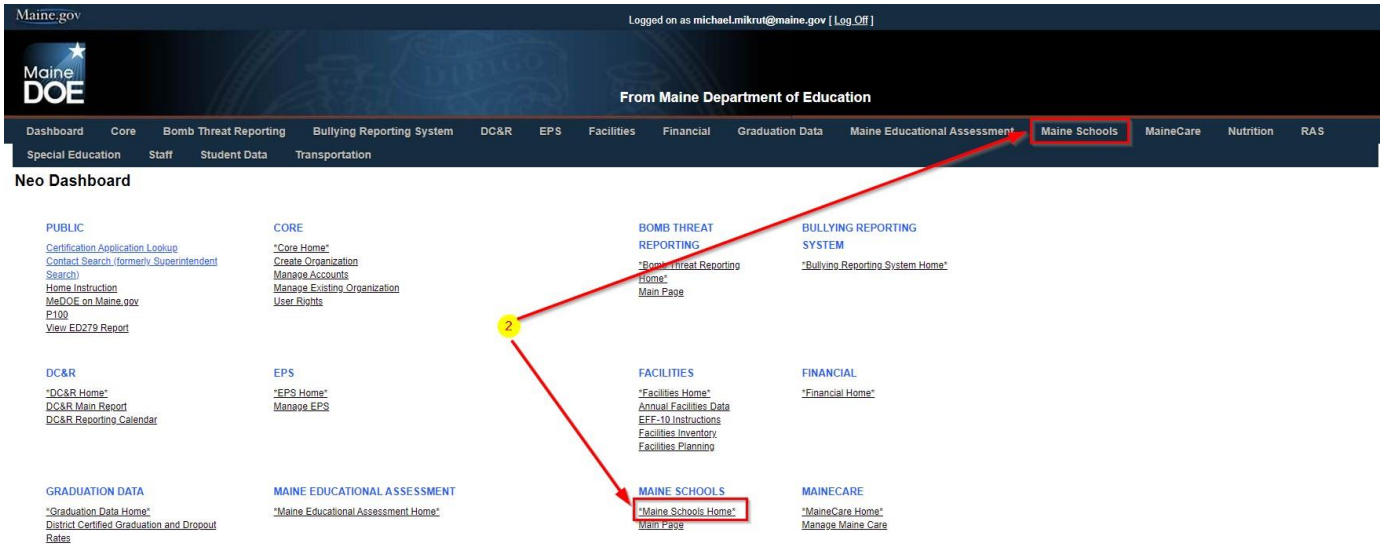 Maine.gov
Logged on as michael.mikrut@maine.gov [ Log Off ]
Maine
DOE
DIRIGO
From Maine Department of Education
Dashboard Core Bomb Threat Reporting Bullying Reporting System DC&R EPS Facilities Financial Graduation Data Maine Educational Assessment Maine Schools MaineCare Nutrition RAS
Special Education Staff Student Data Transportation
Neo Dashboard
PUBLIC
Certification Application Lookup
Contact Search (formerly Superintendent
Search)
Home Instruction
MeDOE on Maine.gov
P100
View ED279 Report
CORE
*Core Home*
Create Organization
Manage Accounts
Manage Existing Organization
User Rights
BOMB THREAT
REPORTING
*Bomb Threat Reporting
Home*
Main Page
BULLYING REPORTING
SYSTEM
*Bullying Reporting System Home*
2
DC&R
*DC&R Home*
DC&R Main Report
DC&R Reporting Calendar
EPS
*EPS Home*
Manage EPS
FACILITIES
*Facilities Home*
Annual Facilities Data
EFF-10 Instructions
Facilities Inventory
Facilities Planning
FINANCIAL
*Financial Home*
GRADUATION DATA
*Graduation Data Home*
District Certified Graduation and Dropout
Rates
MAINE EDUCATIONAL ASSESSMENT
*Maine Educational Assessment Home*
MAINE SCHOOLS
*Maine Schools Home*
Main Page
MAINECARE
*MaineCare Home*
Manage Maine Care